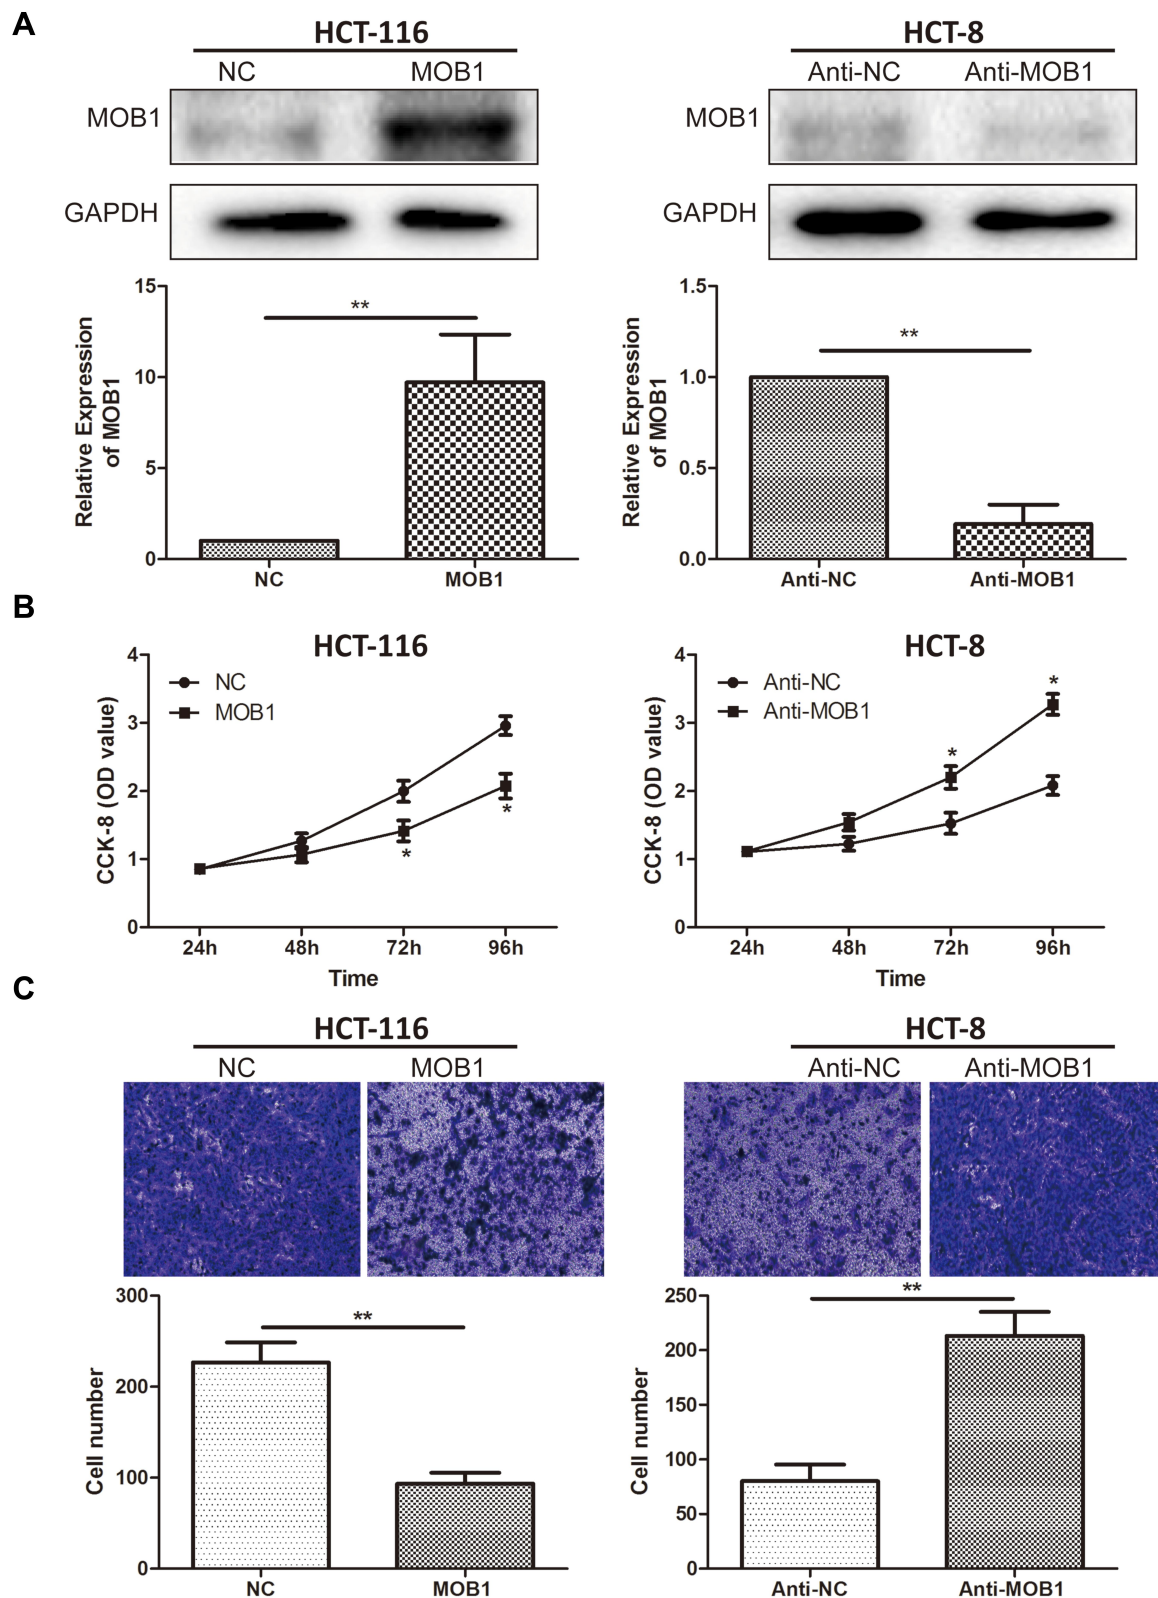 A
HCT-116
NC MOB1
MOB1
GAPDH
15
10
5
0
Relative Expression
of MOB1
**
NC MOB1
HCT-8
Anti-NC Anti-MOB1
MOB1
GAPDH
1.5
1.0
0.5
0.0
Relative Expression
of MOB1
**
Anti-NC Anti-MOB1
B
HCT-116
NC
MOB1
4
3
2
1
0
CCK-8 (OD value)
*
*
24h 48h 72h 96h
Time
HCT-8
Anti-NC
Anti-MOB1
4
3
2
1
0
CCK-8 (OD value)
*
*
24h 48h 72h 96h
Time
C
HCT-116
NC MOB1
300
200
100
0
Cell number
**
NC MOB1
HCT-8
Anti-NC Anti-MOB1
250
200
150
100
50
0
Cell number
**
Anti-NC Anti-MOB1